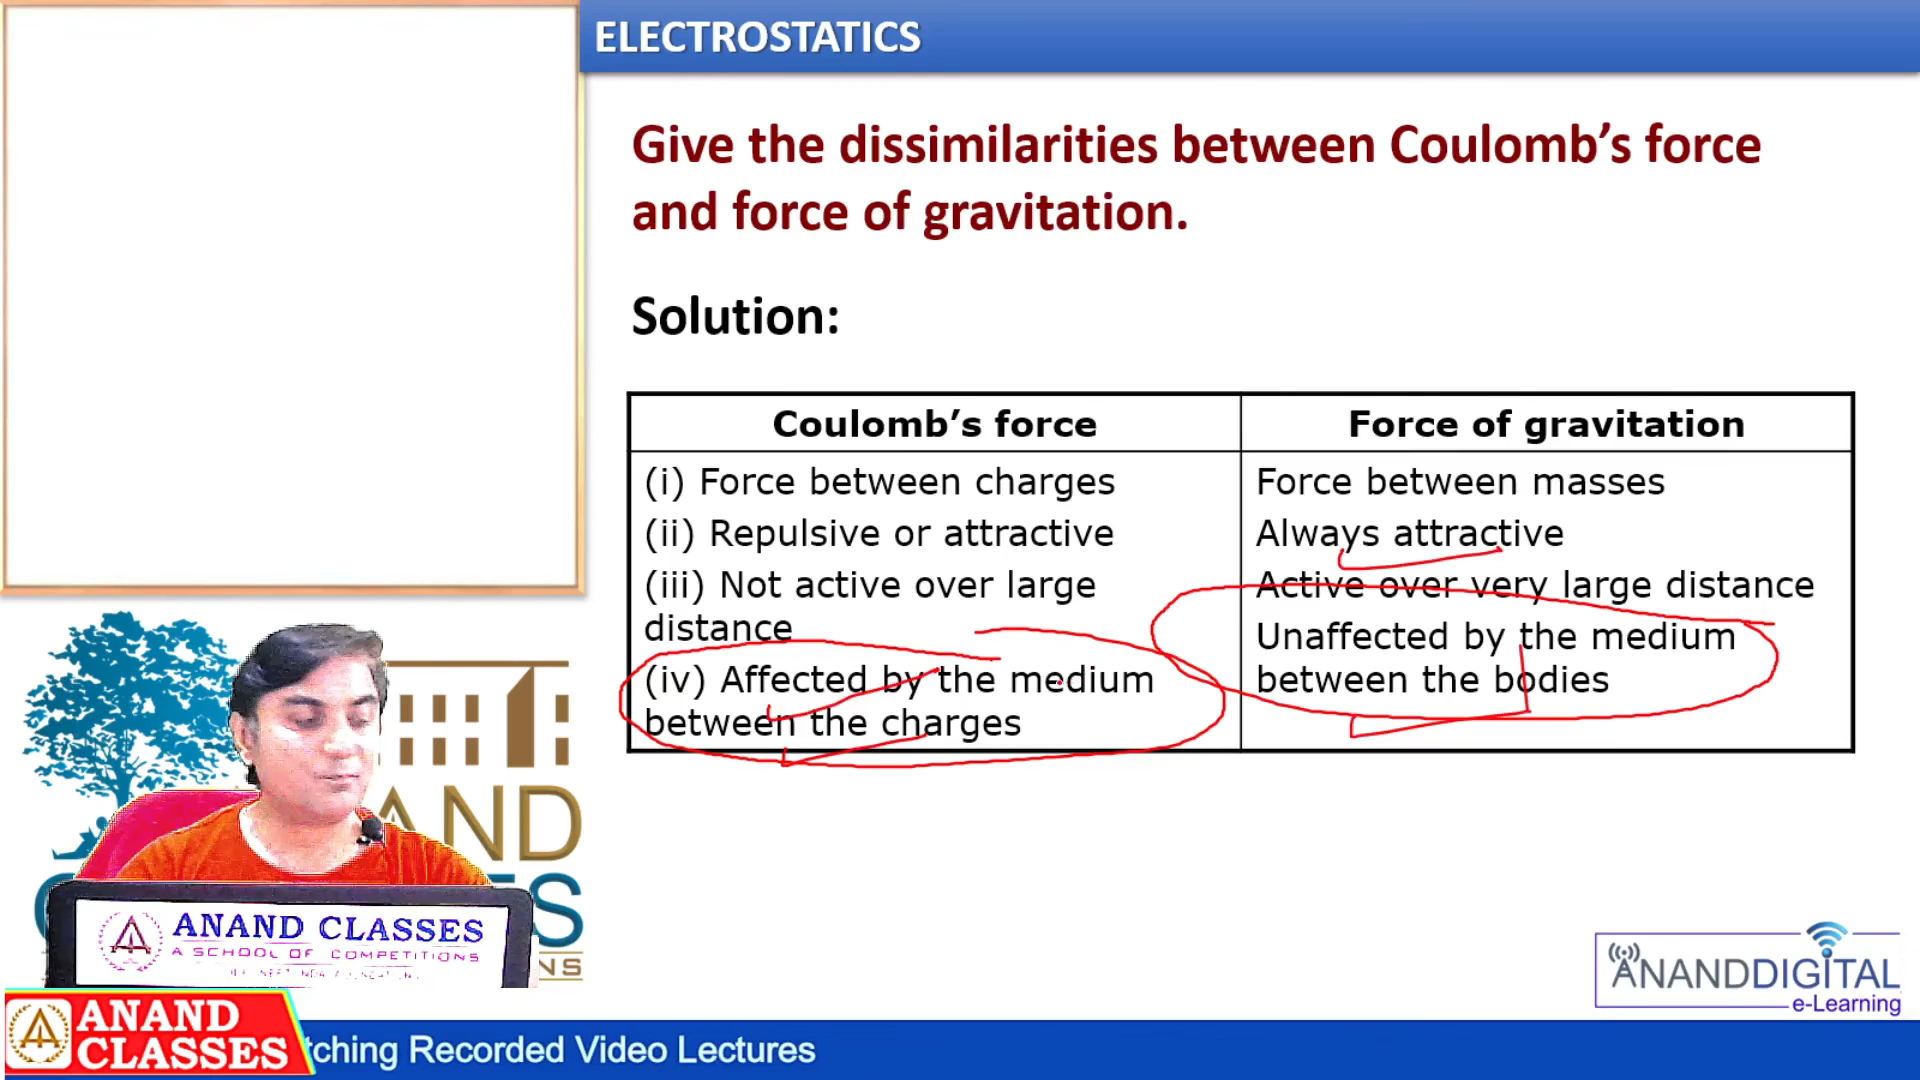 ELECTROSTATICS
Give the dissimilarities between Coulomb’s force
and force of gravitation.
Solution:
Coulomb’s force
Force of gravitation
(i) Force between charges
Force between masses
(ii) Repulsive or attractive
Always attractive
(iii) Not active over large
distance
Active over very large distance
(iv) Affected by the medium
between the charges
Unaffected by the medium
between the bodies
AND
ES
NS
ANAND CLASSES
A SCHOOL OF COMPETITIONS
ANANDDIGITAL
e-Learning
ANAND
CLASSES
tching Recorded Video Lectures